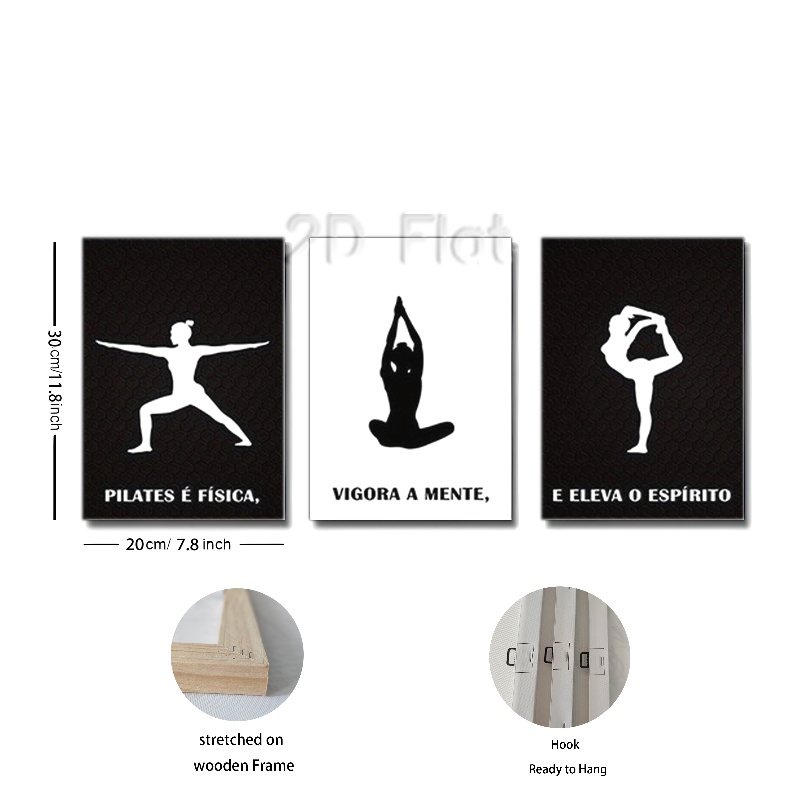 2D Flat
30cm/11.8inch
PILATES É FÍSICA,
VIGORA A MENTE,
E ELEVA O ESPÍRITO
20cm/ 7.8 inch
stretched on
wooden Frame
Hook
Ready to Hang